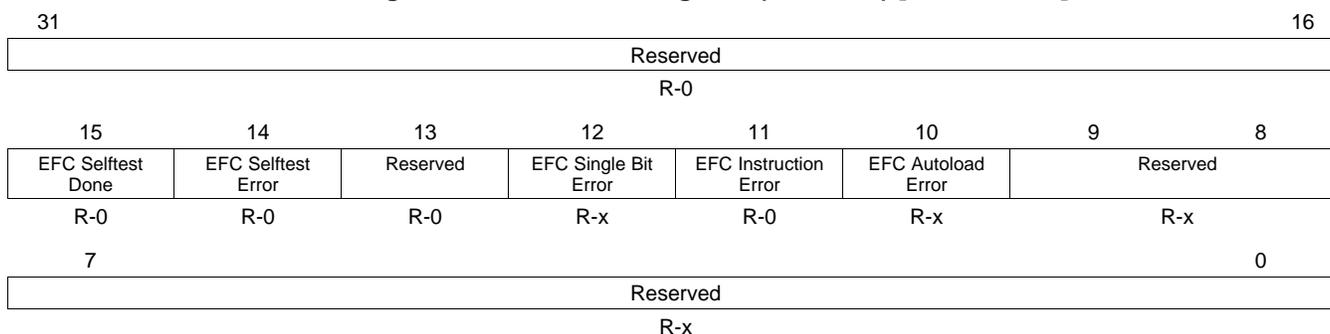 31 16
Reserved
R-0
15 14 13 12 11 10 9 8
EFC Selftest Done EFC Selftest Error Reserved EFC Single Bit Error EFC Instruction Error EFC Autoload Error Reserved
R-0 R-0 R-0 R-x R-0 R-x R-x
7 0
Reserved
R-x